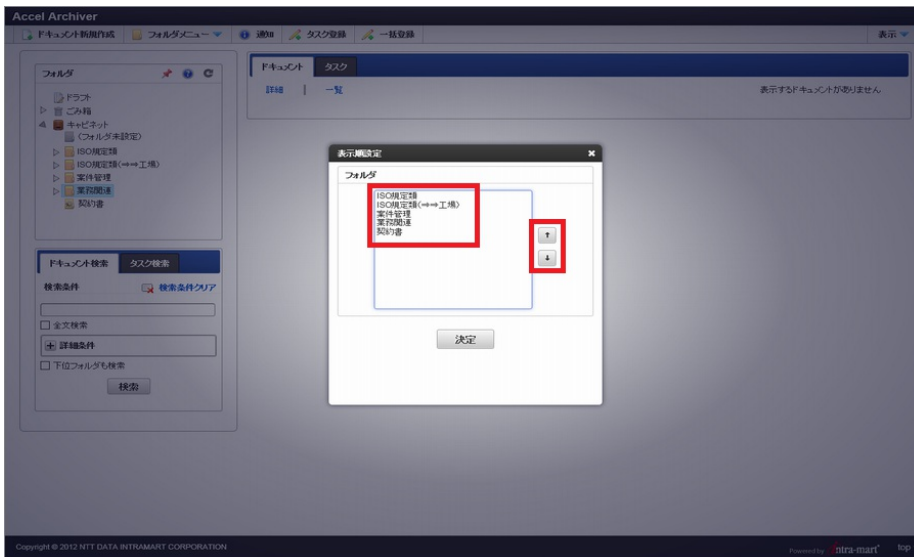 Accel Archiver
ドキュメント新規作成 フォルダメニュー 通知 タスク登録 一括登録 表示
フォルダ
ドラフト
ごみ箱
キャビネット
(フォルダ未設定)
ISO規定類
ISO規定類(⇒⇒工場)
案件管理
業務関連
契約書
ドキュメント タスク
詳細 | 一覧 表示するドキュメントがありません
表示順設定 ×
フォルダ
ISO規定類
ISO規定類(⇒⇒工場)
案件管理
業務関連
契約書
↑
↓
決定
ドキュメント検索 タスク検索
検索条件 検索条件クリア
全文検索
詳細条件
下位フォルダも検索
検索
Copyright © 2012 NTT DATA INTRAMART CORPORATION Powered by intra-mart top